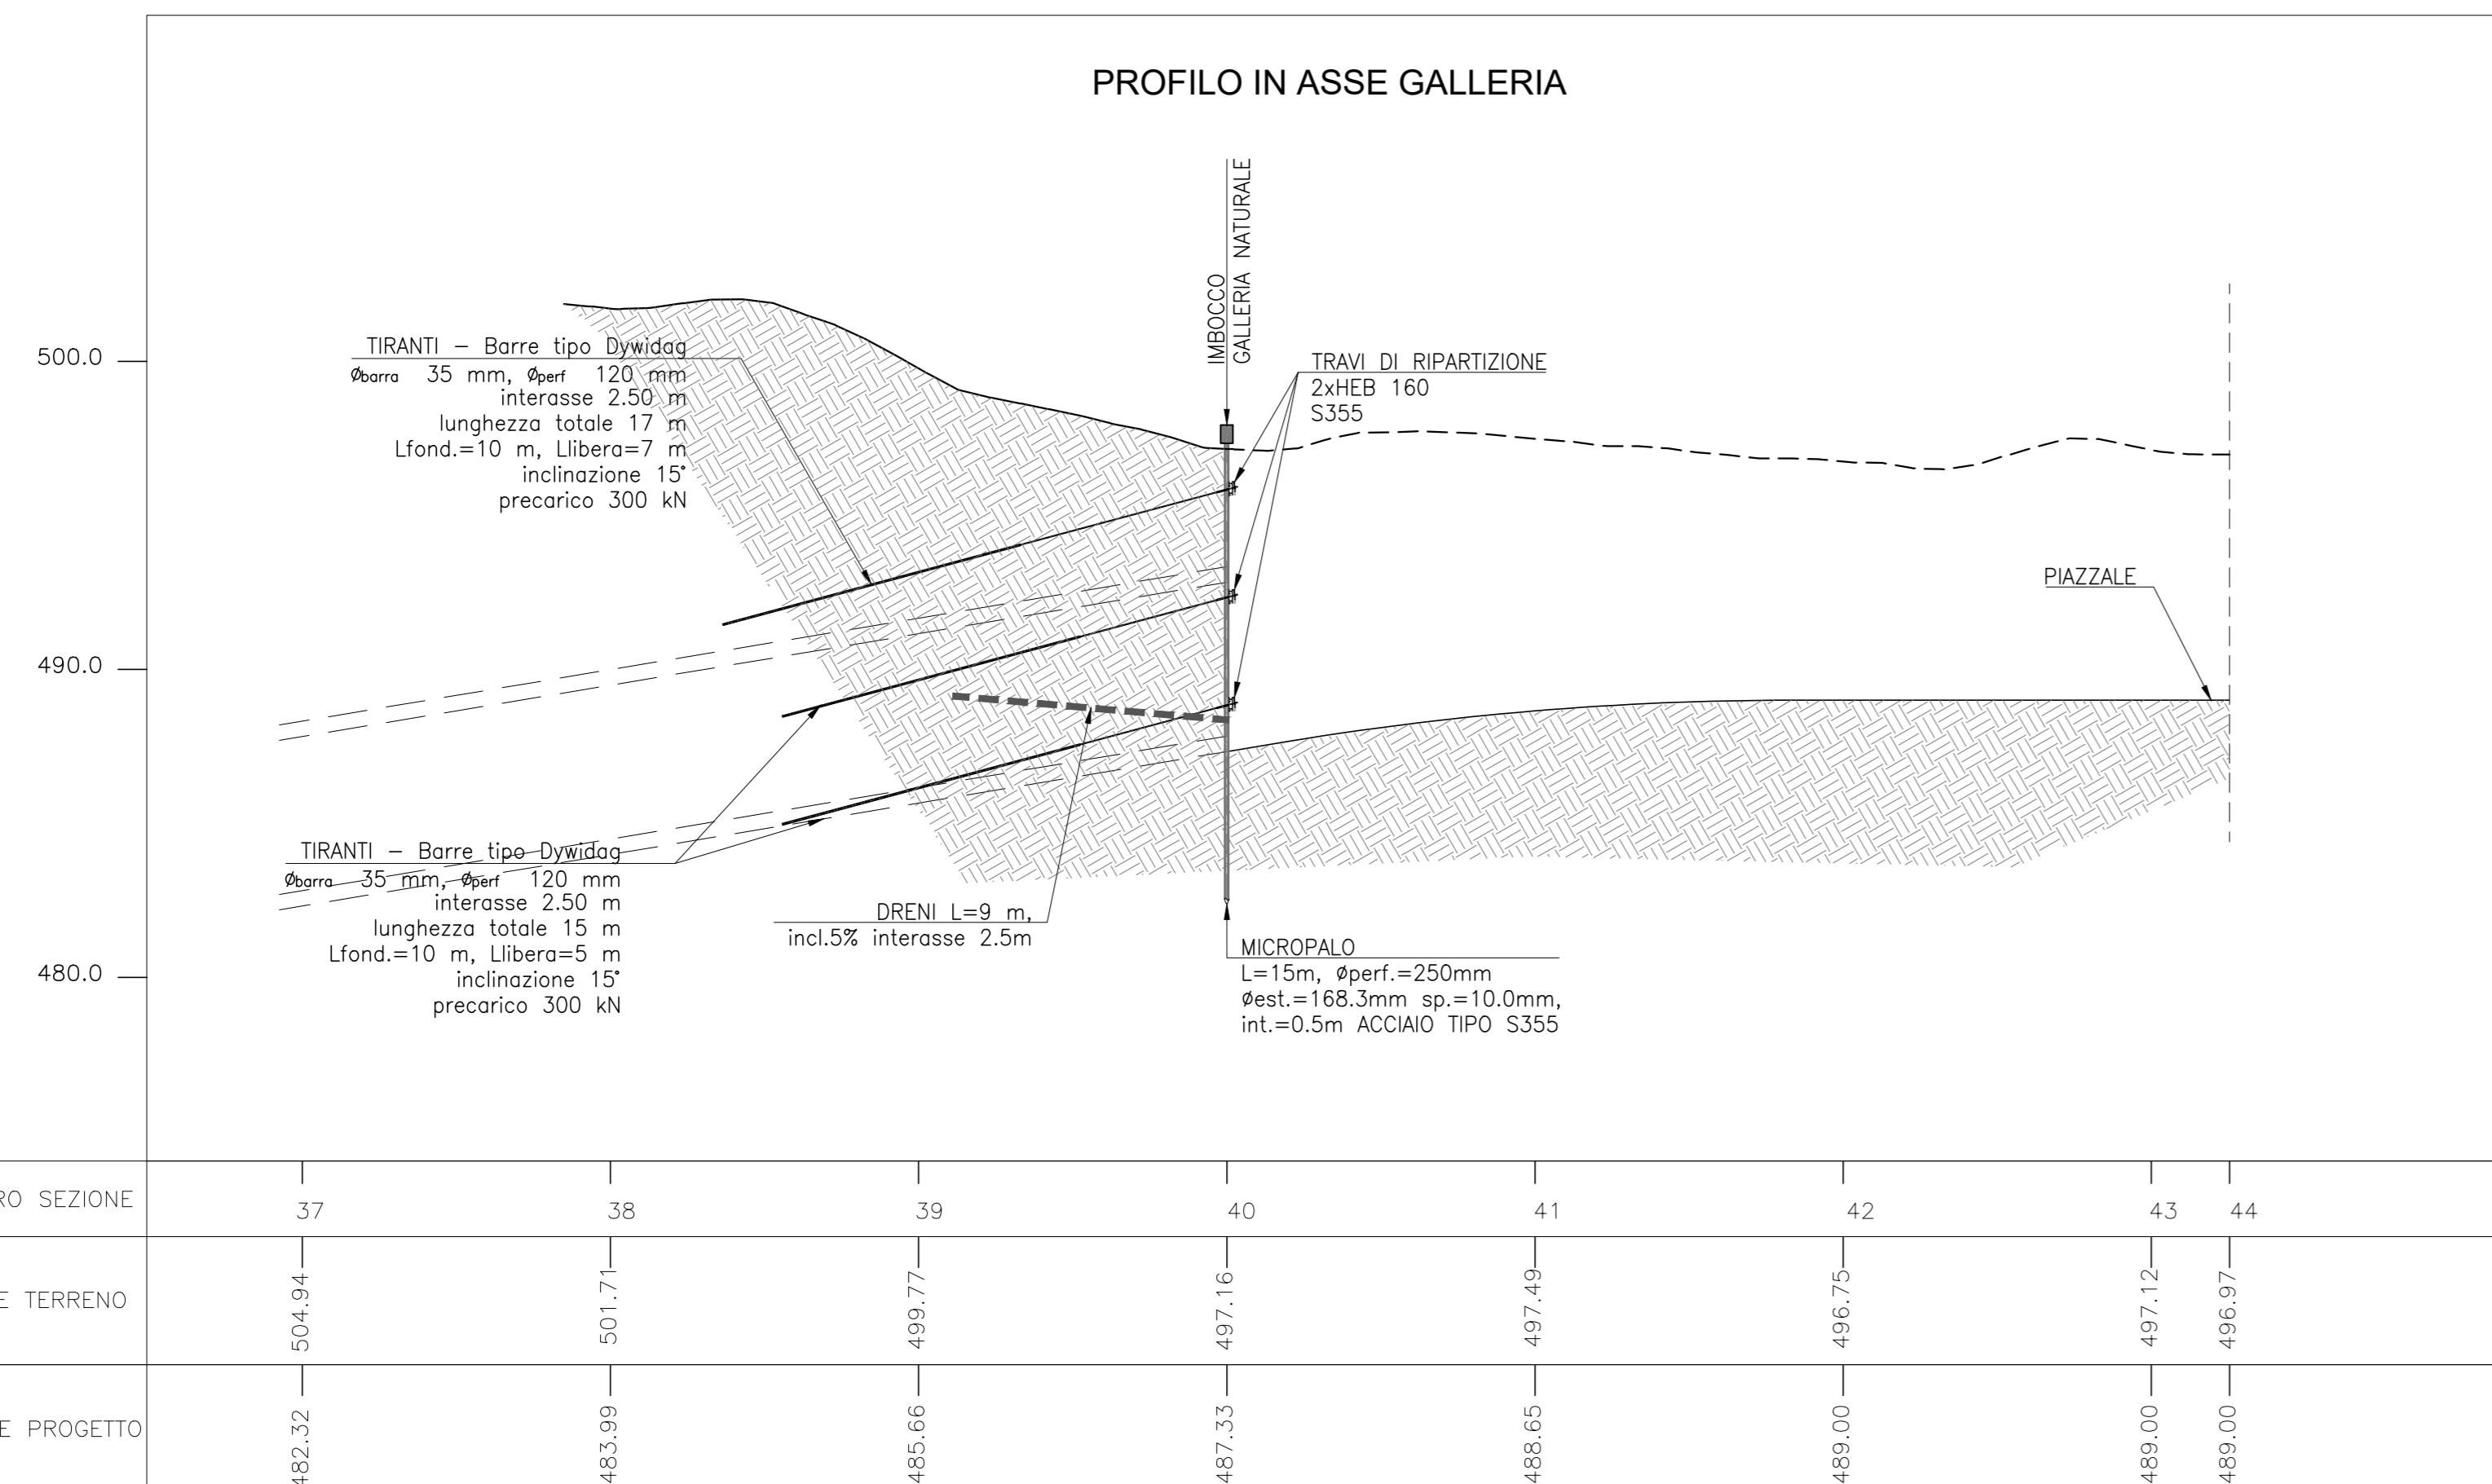 PROFILO IN ASSE GALLERIA
IMBOCCO
GALLERIA NATURALE
500.0
490.0
480.0
TIRANTI – Barre tipo Dywidag
Øbarra 35 mm, Øperf 120 mm
interasse 2.50 m
lunghezza totale 17 m
Lfond.=10 m, Llibera=7 m
inclinazione 15°
precarico 300 kN
TRAVI DI RIPARTIZIONE
2xHEB 160
S355
PIAZZALE
TIRANTI – Barre tipo Dywidag
Øbarra 35 mm, Øperf 120 mm
interasse 2.50 m
lunghezza totale 15 m
Lfond.=10 m, Llibera=5 m
inclinazione 15°
precarico 300 kN
DRENI L=9 m,
incl.5% interasse 2.5m
MICROPALO
L=15m, Øperf.=250mm
Øest.=168.3mm sp.=10.0mm,
int.=0.5m ACCIAIO TIPO S355
RO SEZIONE 37 38 39 40 41 42 43 44
E TERRENO 504.94 501.71 499.77 497.16 497.49 496.75 497.12 496.97
E PROGETTO 482.32 483.99 485.66 487.33 488.65 489.00 489.00 489.00